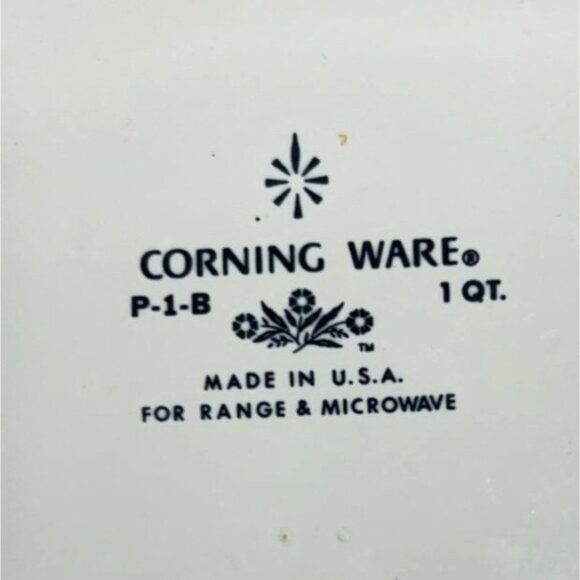 CORNING WARE®
P-1-B 1 QT.
TM
MADE IN U.S.A.
FOR RANGE & MICROWAVE